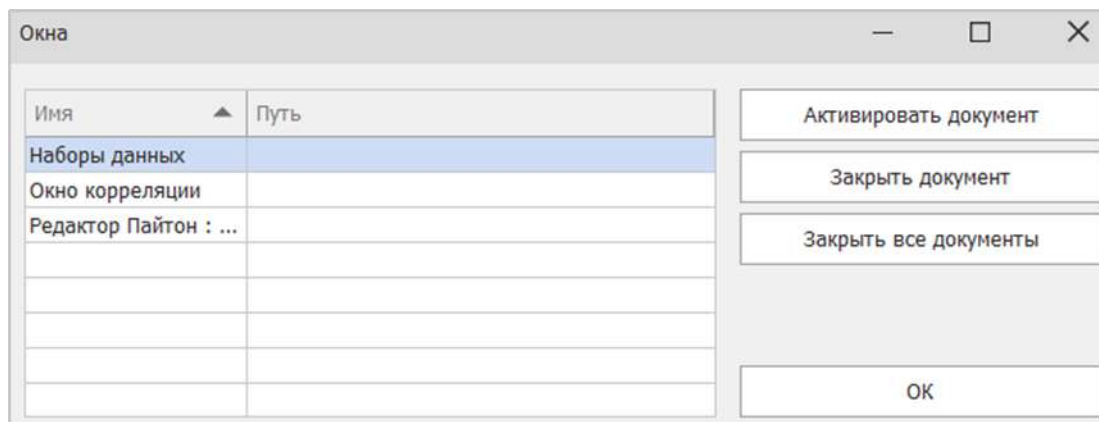 Окна
Имя Путь
Наборы данных
Окно корреляции
Редактор Пайтон : ...
Активировать документ
Закрыть документ
Закрыть все документы
ОК